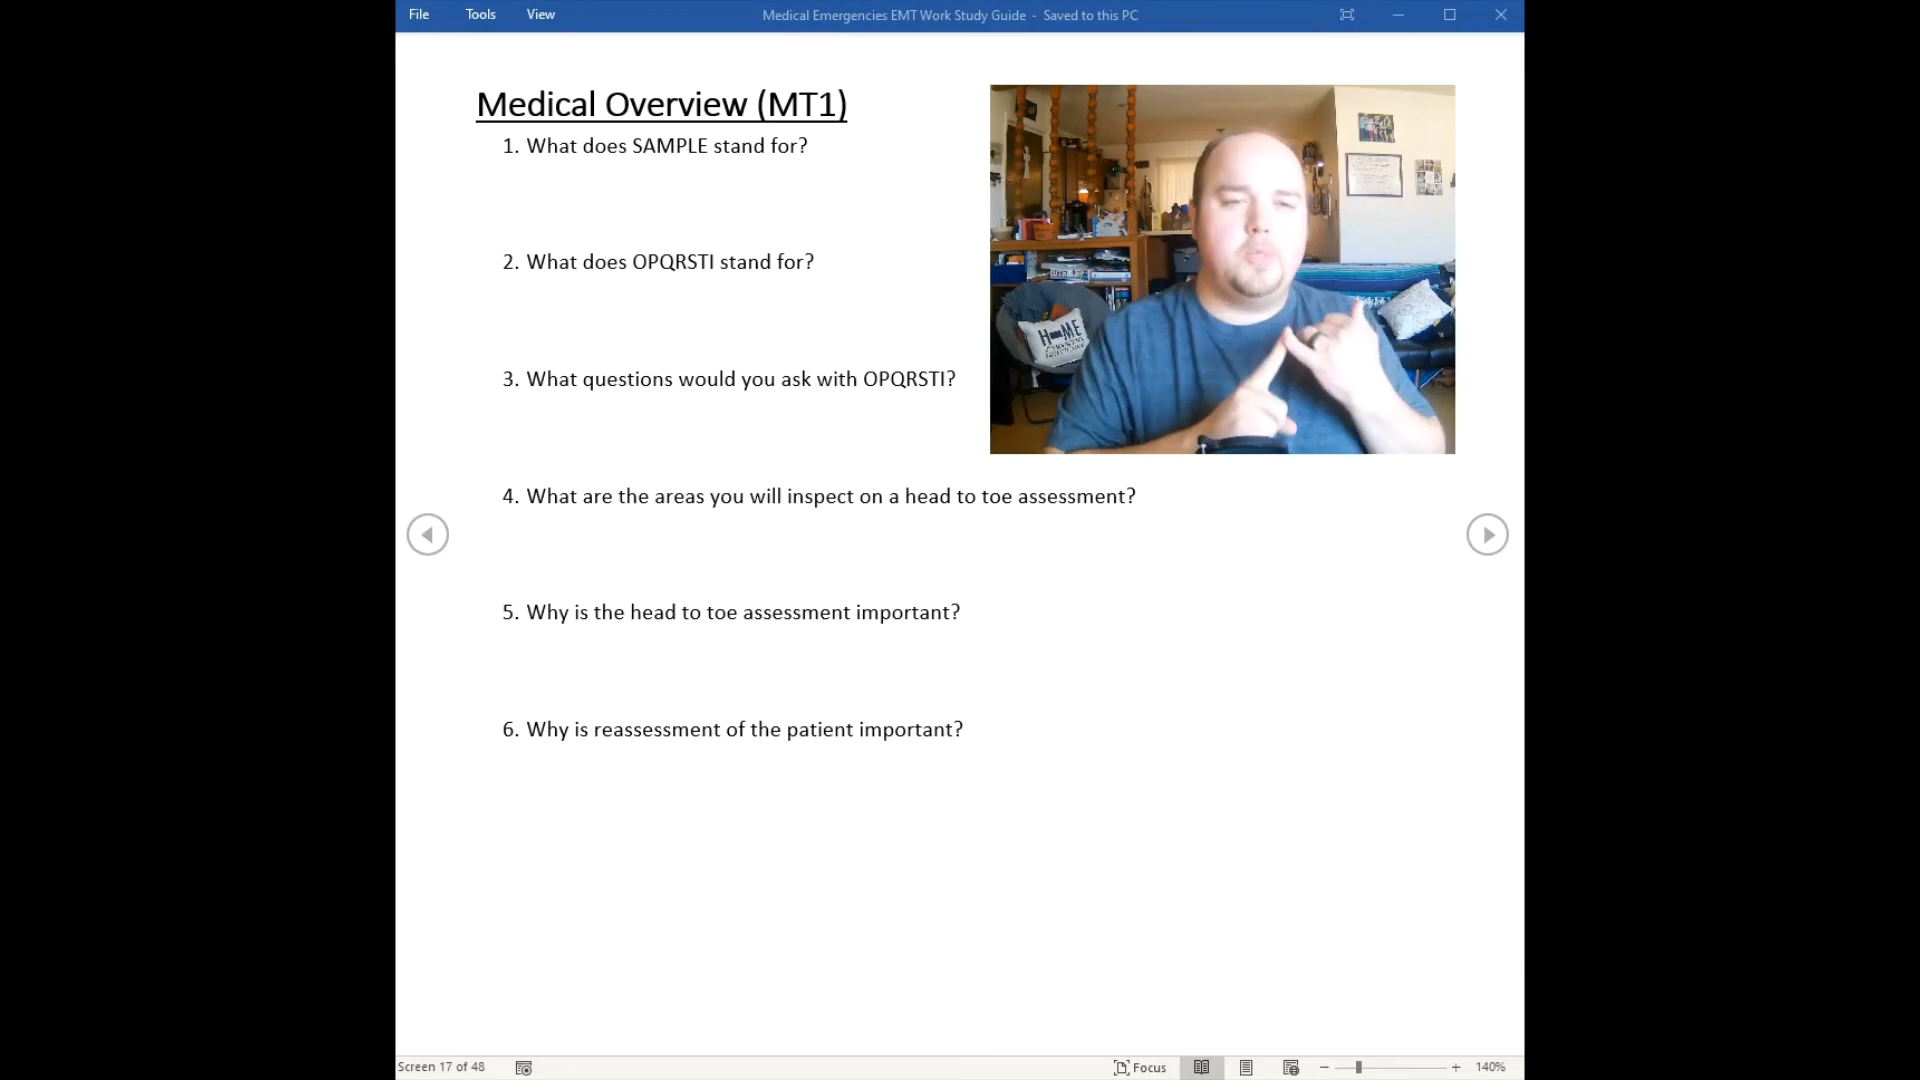 File Tools View Medical Emergencies EMT Work Study Guide - Saved to this PC
Medical Overview (MT1)
1. What does SAMPLE stand for?
2. What does OPQRSTI stand for?
3. What questions would you ask with OPQRSTI?
H ME
4. What are the areas you will inspect on a head to toe assessment?
5. Why is the head to toe assessment important?
6. Why is reassessment of the patient important?
Screen 17 of 48 Focus 140%